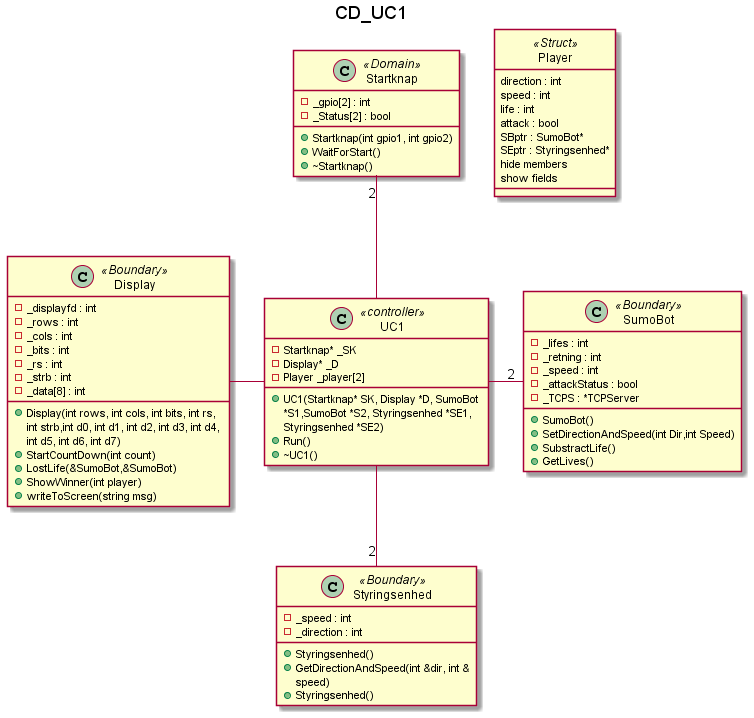 CD_UC1
«Domain»
C
Startknap
_gpio[2] : int
_Status[2] : bool
Startknap(int gpio1, int gpio2)
WaitForStart()
~Startknap()
2
«Struct»
Player
direction : int
speed : int
life : int
attack : bool
SBptr : SumoBot*
SEptr : Styringsenhed*
hide members
show fields
«Boundary»
C
Display
_displayfd : int
_rows : int
_cols : int
_bits : int
_rs : int
_strb : int
_data[8] : int
Display(int rows, int cols, int bits, int rs,
int strb,int d0, int d1, int d2, int d3, int d4,
int d5, int d6, int d7)
StartCountDown(int count)
LostLife(&SumoBot,&SumoBot)
ShowWinner(int player)
writeToScreen(string msg)
«controller»
C
UC1
Startknap* _SK
Display* _D
Player _player[2]
UC1(Startknap* SK, Display *D, SumoBot
*S1,SumoBot *S2, Styringsenhed *SE1,
Styringsenhed *SE2)
Run()
~UC1()
2
«Boundary»
C
SumoBot
_lifes : int
_retning : int
_speed : int
_attackStatus : bool
_TCPS : *TCPServer
SumoBot()
SetDirectionAndSpeed(int Dir,int Speed)
SubstractLife()
GetLives()
2
«Boundary»
C
Styringsenhed
_speed : int
_direction : int
Styringsenhed()
GetDirectionAndSpeed(int &dir, int &
speed)
Styringsenhed()